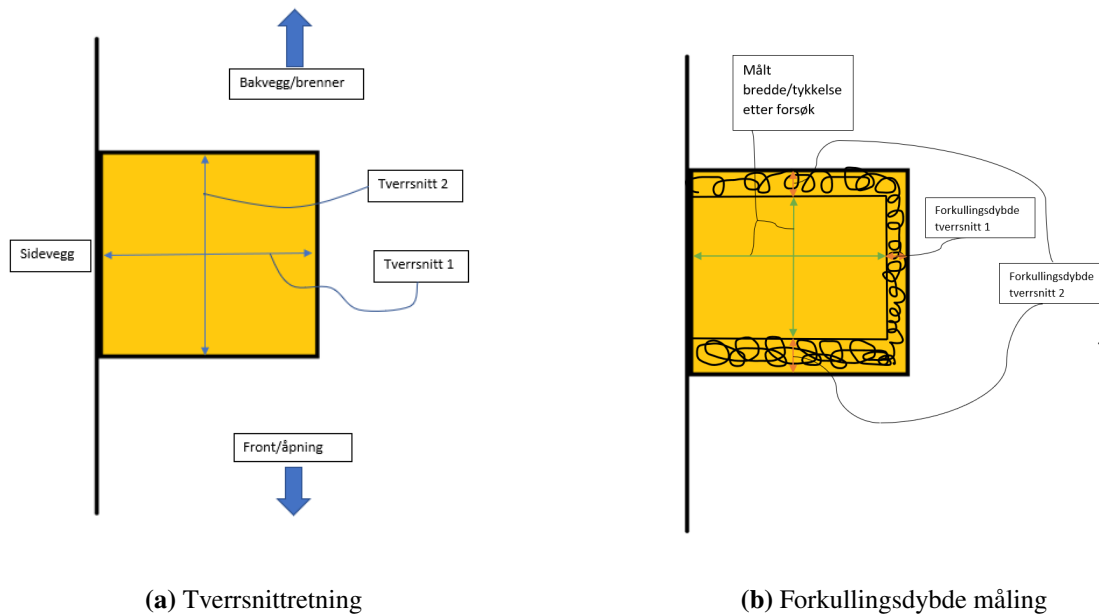 Bakvegg/brenner
Tverrsnitt 2
Sidevegg
Tverrsnitt 1
Front/åpning
(a) Tverrsnittretning
Målt
bredde/tykkelse
etter forsøk
Forkullingsdybde
tverrsnitt 1
Forkullingsdybde
tverrsnitt 2
(b) Forkullingsdybde måling